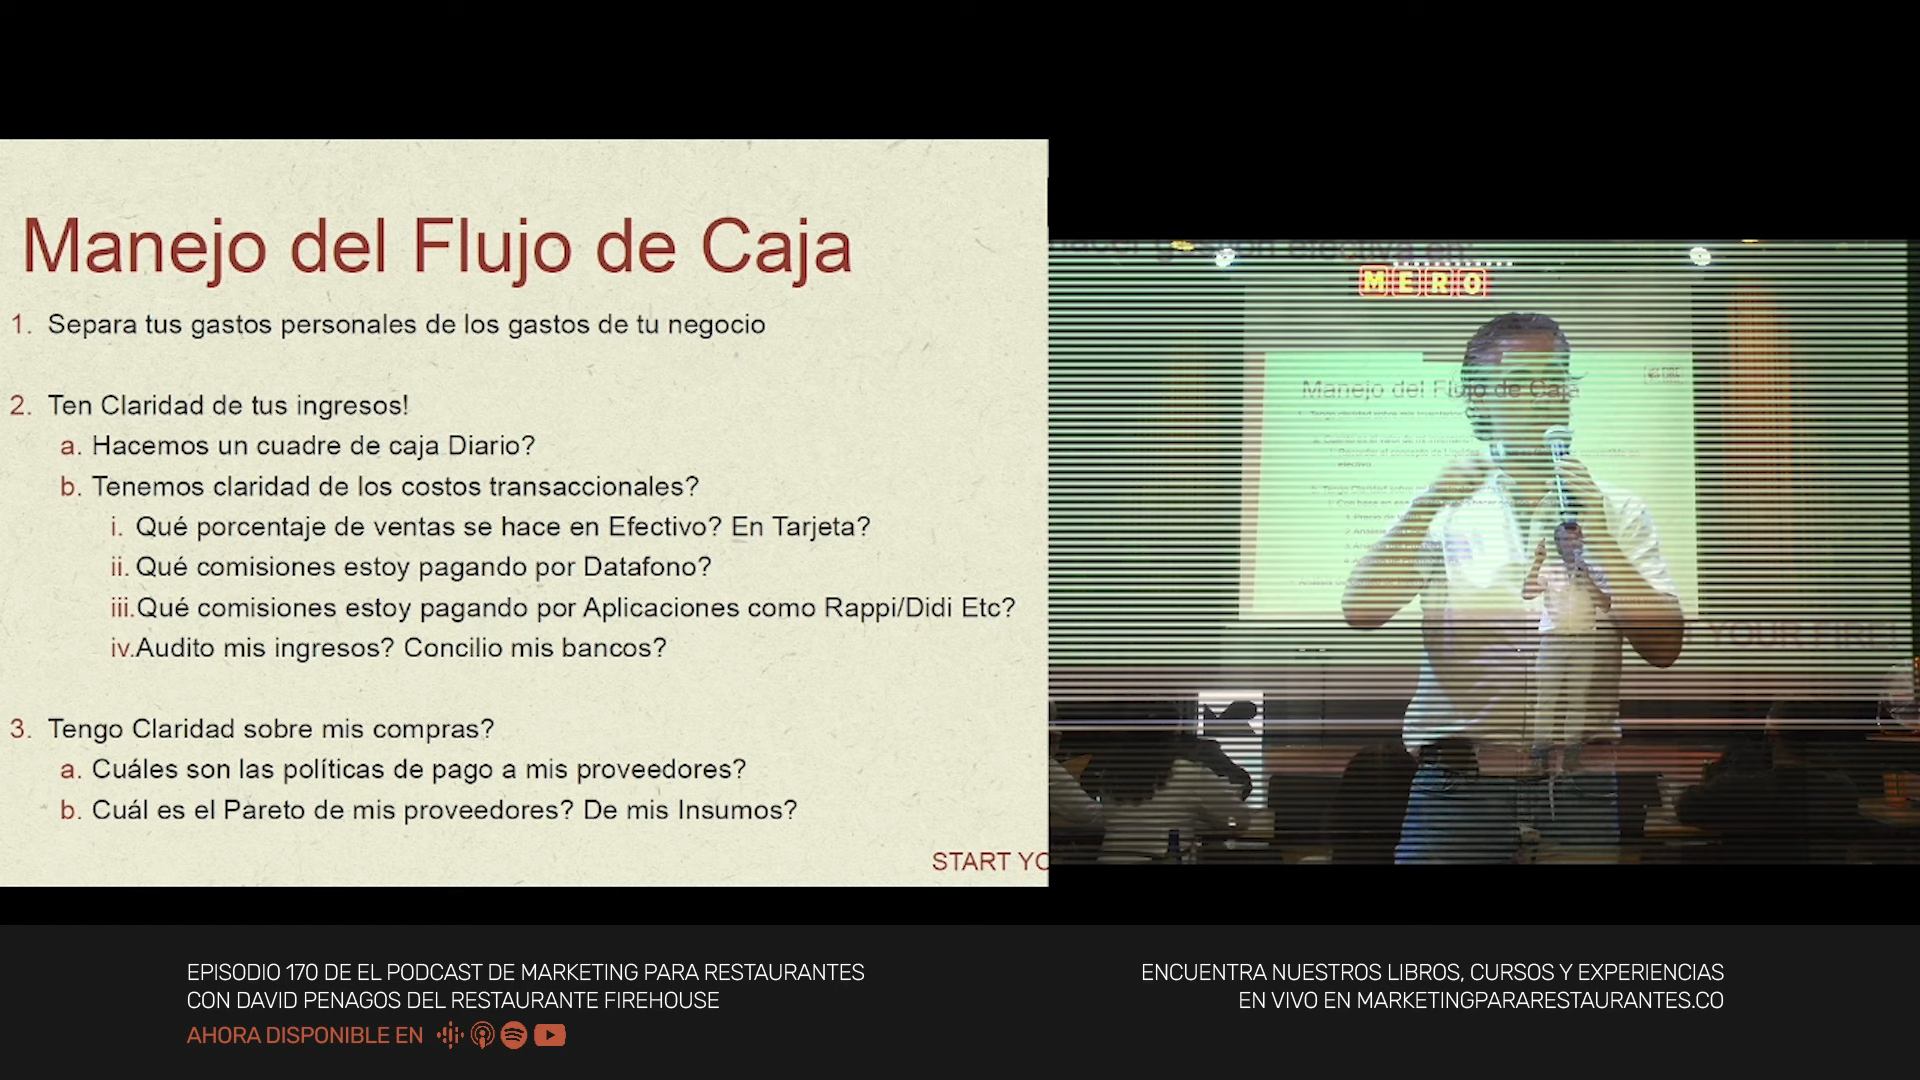 Manejo del Flujo de Caja
1. Separa tus gastos personales de los gastos de tu negocio
2. Ten Claridad de tus ingresos!
a. Hacemos un cuadre de caja Diario?
b. Tenemos claridad de los costos transaccionales?
i. Qué porcentaje de ventas se hace en Efectivo? En Tarjeta?
ii. Qué comisiones estoy pagando por Datafono?
iii.Qué comisiones estoy pagando por Aplicaciones como Rappi/Didi Etc?
iv.Audito mis ingresos? Concilio mis bancos?
3. Tengo Claridad sobre mis compras?
a. Cuáles son las políticas de pago a mis proveedores?
b. Cuál es el Pareto de mis proveedores? De mis Insumos?
START YO
hacer gestión efectiva en:
MERO
Manejo del Flujo de Caja
YOUR FIRE!
EPISODIO 170 DE EL PODCAST DE MARKETING PARA RESTAURANTES
CON DAVID PENAGOS DEL RESTAURANTE FIREHOUSE
AHORA DISPONIBLE EN
ENCUENTRA NUESTROS LIBROS, CURSOS Y EXPERIENCIAS
EN VIVO EN MARKETINGPARARESTAURANTES.CO